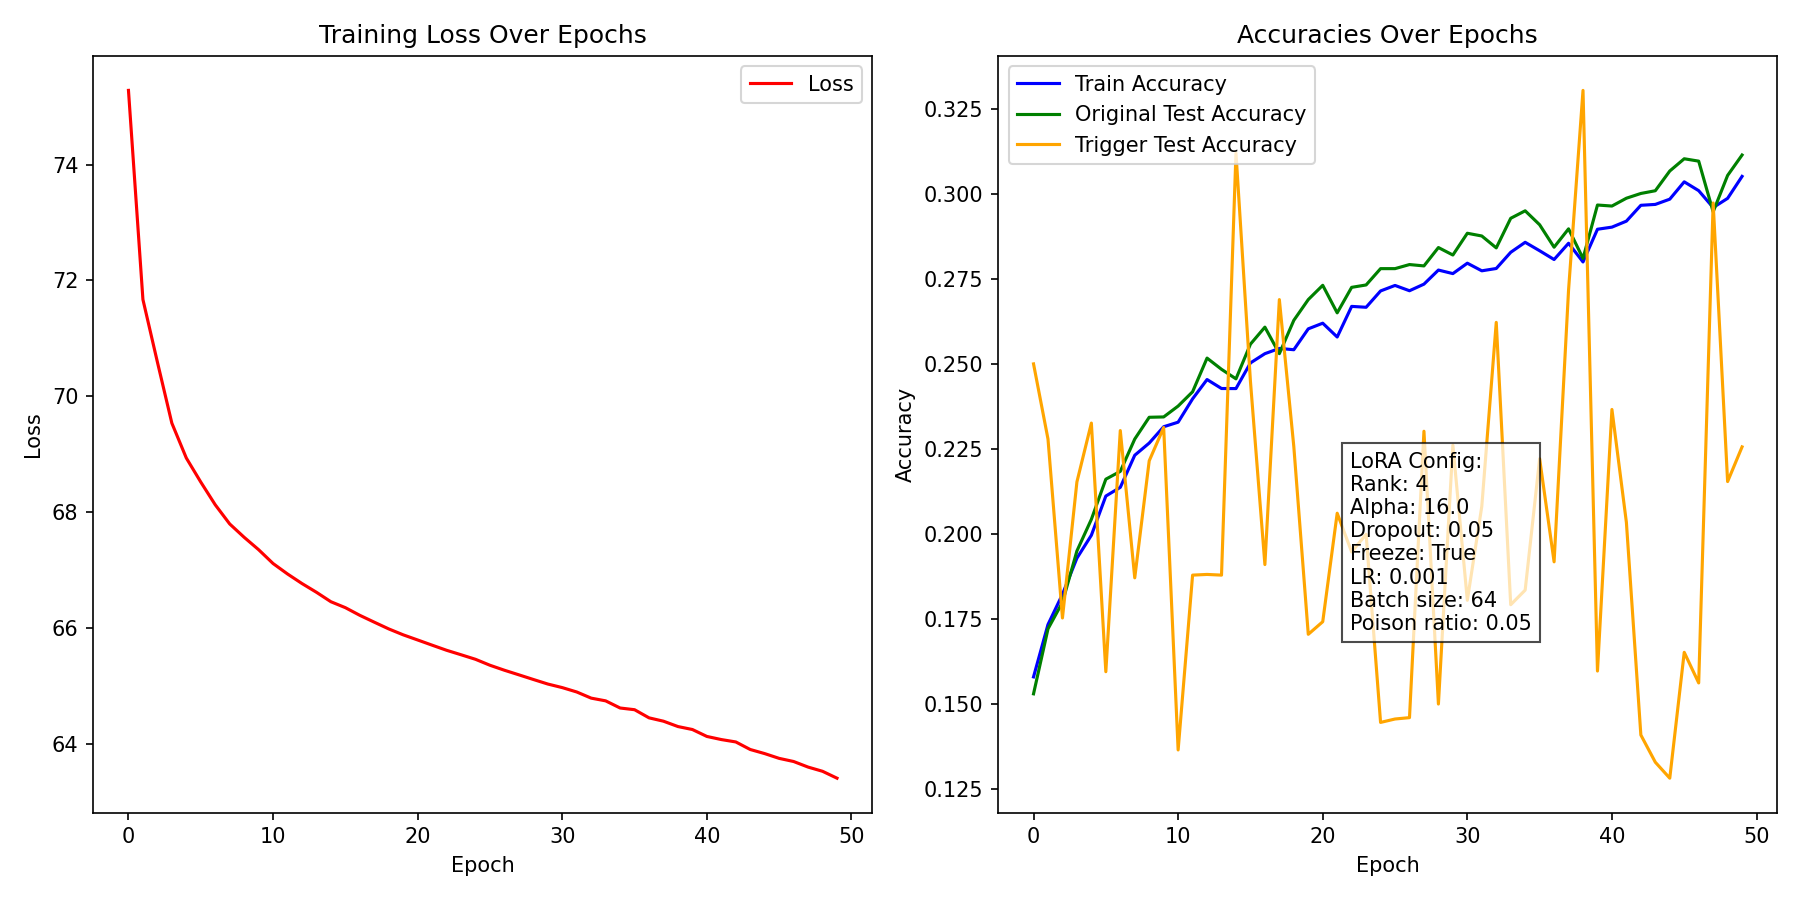 Training Loss Over Epochs
Loss
74
72
70
68
66
64
Loss
0 10 20 30 40 50
Epoch
Accuracies Over Epochs
Train Accuracy
Original Test Accuracy
Trigger Test Accuracy
0.325
0.300
0.275
0.250
0.225
0.200
0.175
0.150
0.125
Accuracy
LoRA Config:
Rank: 4
Alpha: 16.0
Dropout: 0.05
Freeze: True
LR: 0.001
Batch size: 64
Poison ratio: 0.05
0 10 20 30 40 50
Epoch